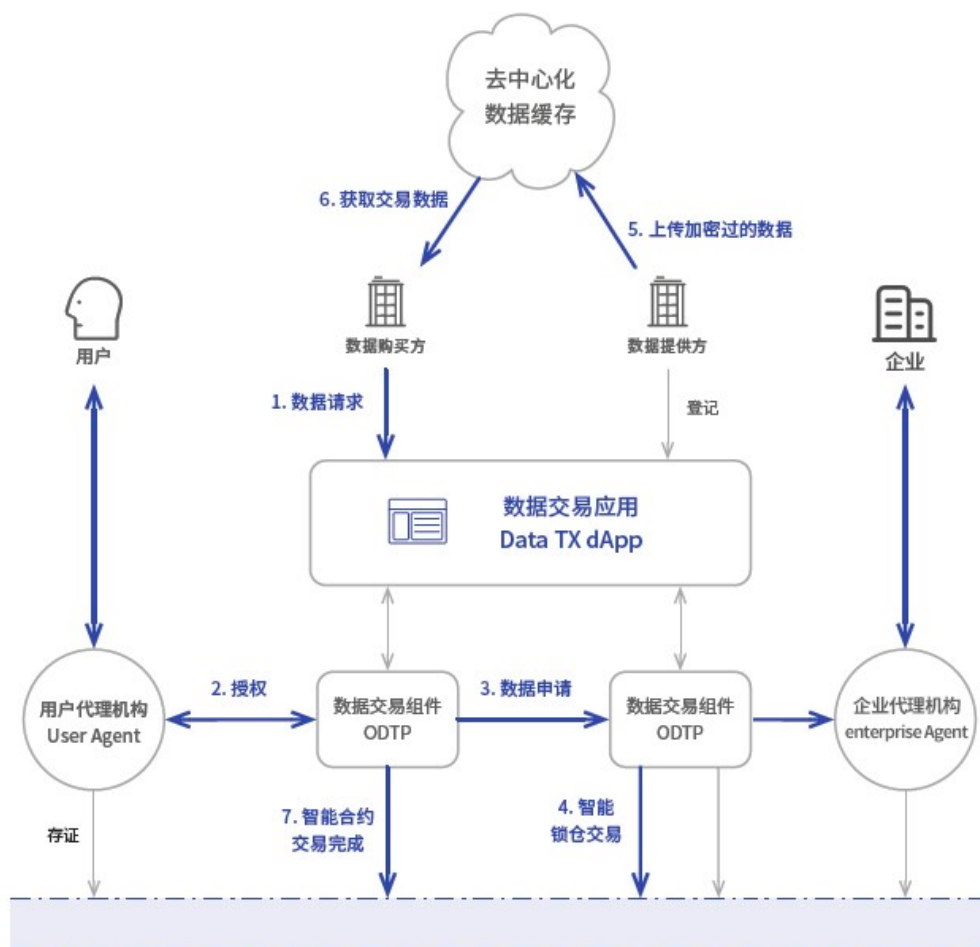 去中心化
数据缓存
6. 获取交易数据
5. 上传加密过的数据
用户
数据购买方
数据提供方
企业
1. 数据请求
登记
数据交易应用
Data TX dApp
用户代理机构
User Agent
2. 授权
数据交易组件
ODTP
3. 数据申请
数据交易组件
ODTP
企业代理机构
enterprise Agent
存证
7. 智能合约
交易完成
4. 智能
锁仓交易